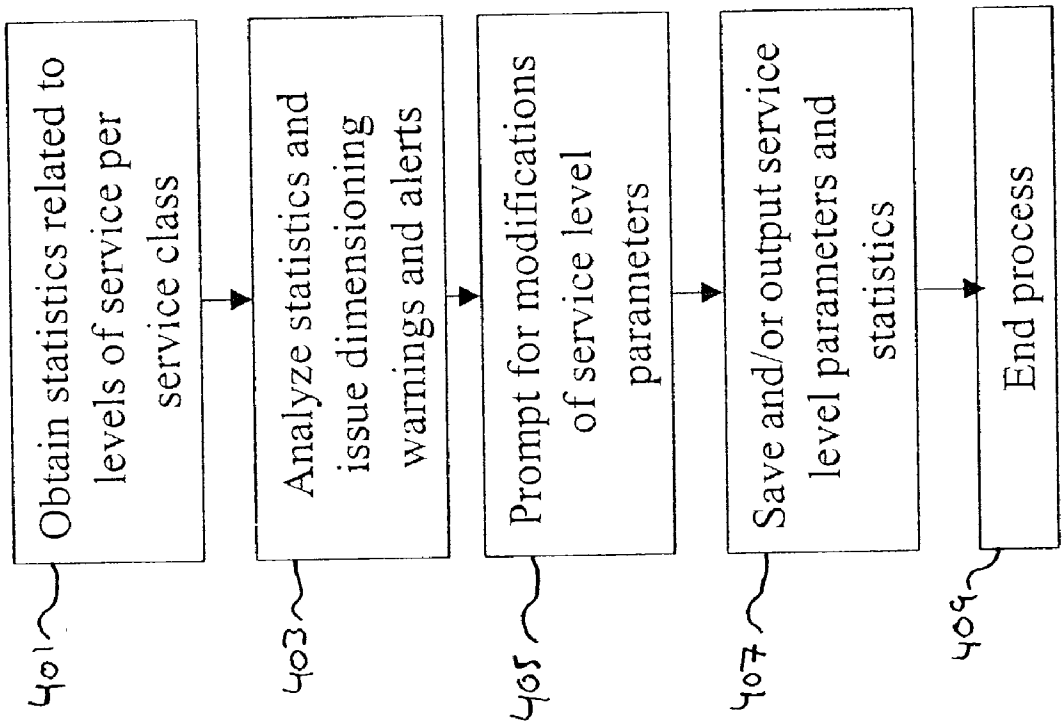 401
Obtain statistics related to
levels of service per
service class
403
Analyze statistics and
issue dimensioning
warnings and alerts
405
Prompt for modifications
of service level
parameters
407
Save and/or output service
level parameters and
statistics
409
End process